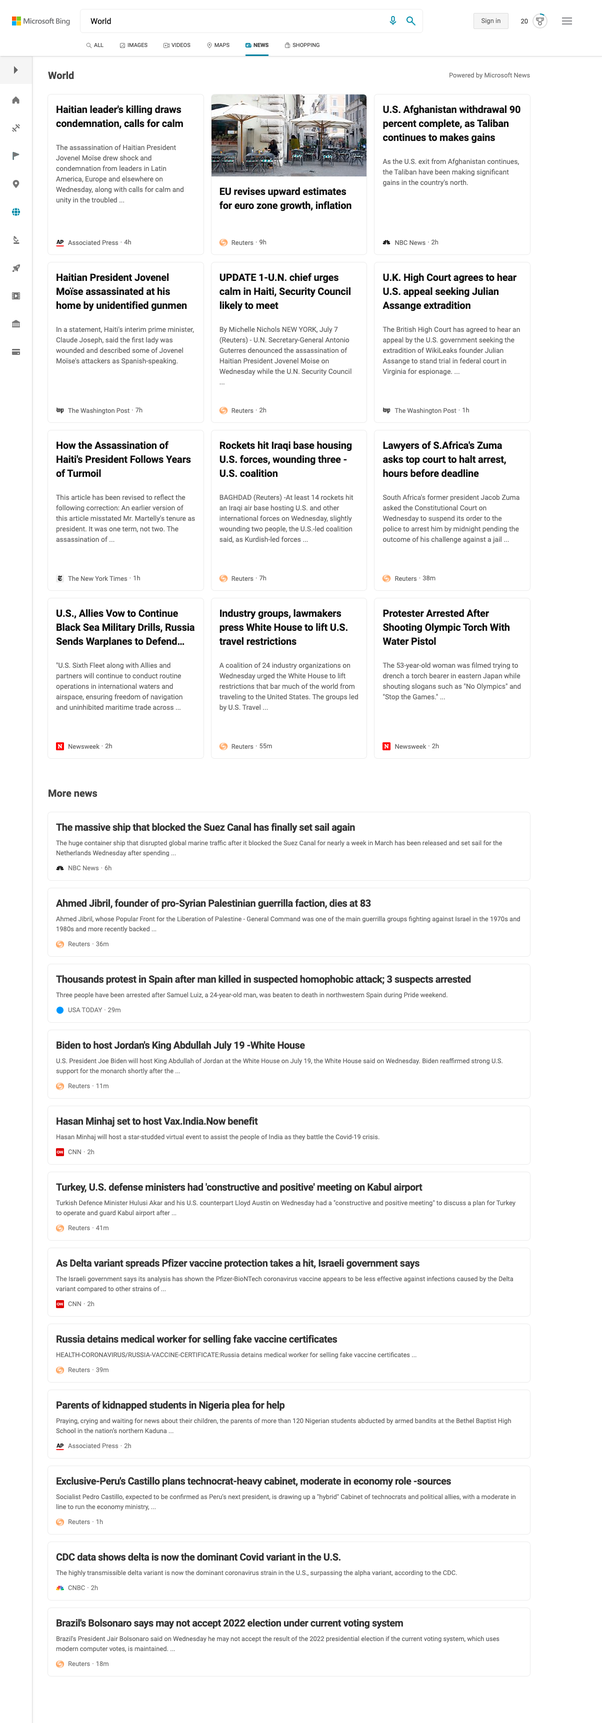 Microsoft Bing
World
Sign in
20
ALL
IMAGES
VIDEOS
MAPS
NEWS
SHOPPING
World
Powered by Microsoft News
Haitian leader's killing draws
condemnation, calls for calm
The assassination of Haitian President
Jovenel Moïse drew shock and
condemnation from leaders in Latin
America, Europe and elsewhere on
Wednesday, along with calls for calm and
unity in the troubled ...
AP Associated Press · 4h
EU revises upward estimates
for euro zone growth, inflation
Reuters · 9h
U.S. Afghanistan withdrawal 90
percent complete, as Taliban
continues to makes gains
As the U.S. exit from Afghanistan continues,
the Taliban have been making significant
gains in the country's north.
NBC News · 2h
Haitian President Jovenel
Moïse assassinated at his
home by unidentified gunmen
In a statement, Haiti's interim prime minister,
Claude Joseph, said the first lady was
wounded and described some of Jovenel
Moise's attackers as Spanish-speaking.
wp The Washington Post · 7h
UPDATE 1-U.N. chief urges
calm in Haiti, Security Council
likely to meet
By Michelle Nichols NEW YORK, July 7
(Reuters) - U.N. Secretary-General Antonio
Guterres denounced the assassination of
Haitian President Jovenel Moise on
Wednesday while the U.N. Security Council
...
Reuters · 2h
U.K. High Court agrees to hear
U.S. appeal seeking Julian
Assange extradition
The British High Court has agreed to hear an
appeal by the U.S. government seeking the
extradition of WikiLeaks founder Julian
Assange to stand trial in federal court in
Virginia for espionage. ...
wp The Washington Post · 1h
How the Assassination of
Haiti's President Follows Years
of Turmoil
This article has been revised to reflect the
following correction: An earlier version of
this article misstated Mr. Martelly's tenure as
president. It was one term, not two. The
assassination of ...
The New York Times · 1h
Rockets hit Iraqi base housing
U.S. forces, wounding three -
U.S. coalition
BAGHDAD (Reuters) -At least 14 rockets hit
an Iraqi air base hosting U.S. and other
international forces on Wednesday, slightly
wounding two people, the U.S.-led coalition
said, as Kurdish-led forces ...
Reuters · 7h
Lawyers of S.Africa's Zuma
asks top court to halt arrest,
hours before deadline
South Africa's former president Jacob Zuma
asked the Constitutional Court on
Wednesday to suspend its order to the
police to arrest him by midnight pending the
outcome of his challenge against a jail ...
Reuters · 38m
U.S., Allies Vow to Continue
Black Sea Military Drills, Russia
Sends Warplanes to Defend...
"U.S. Sixth Fleet along with Allies and
partners will continue to conduct routine
operations in international waters and
airspace, ensuring freedom of navigation
and uninhibited maritime trade across ...
N Newsweek · 2h
Industry groups, lawmakers
press White House to lift U.S.
travel restrictions
A coalition of 24 industry organizations on
Wednesday urged the White House to lift
restrictions that bar much of the world from
traveling to the United States. The groups led
by U.S. Travel ...
Reuters · 55m
Protester Arrested After
Shooting Olympic Torch With
Water Pistol
The 53-year-old woman was filmed trying to
drench a torch bearer in eastern Japan while
shouting slogans such as "No Olympics" and
"Stop the Games." ...
N Newsweek · 2h
More news
The massive ship that blocked the Suez Canal has finally set sail again
The huge container ship that disrupted global marine traffic after it blocked the Suez Canal for nearly a week in March has been released and set sail for the
Netherlands Wednesday after spending ...
NBC News · 6h
Ahmed Jibril, founder of pro-Syrian Palestinian guerrilla faction, dies at 83
Ahmed Jibril, whose Popular Front for the Liberation of Palestine - General Command was one of the main guerrilla groups fighting against Israel in the 1970s and
1980s and more recently backed ...
Reuters · 36m
Thousands protest in Spain after man killed in suspected homophobic attack; 3 suspects arrested
Three people have been arrested after Samuel Luiz, a 24-year-old man, was beaten to death in northwestern Spain during Pride weekend.
USA TODAY · 29m
Biden to host Jordan's King Abdullah July 19 -White House
U.S. President Joe Biden will host King Abdullah of Jordan at the White House on July 19, the White House said on Wednesday. Biden reaffirmed strong U.S.
support for the monarch shortly after the ...
Reuters · 11m
Hasan Minhaj set to host Vax.India.Now benefit
Hasan Minhaj will host a star-studded virtual event to assist the people of India as they battle the Covid-19 crisis.
CNN CNN · 2h
Turkey, U.S. defense ministers had 'constructive and positive' meeting on Kabul airport
Turkish Defence Minister Hulusi Akar and his U.S. counterpart Lloyd Austin on Wednesday had a "constructive and positive meeting" to discuss a plan for Turkey
to operate and guard Kabul airport after ...
Reuters · 41m
As Delta variant spreads Pfizer vaccine protection takes a hit, Israeli government says
The Israeli government says its analysis has shown the Pfizer-BioNTech coronavirus vaccine appears to be less effective against infections caused by the Delta
variant compared to other strains of ...
CNN CNN · 2h
Russia detains medical worker for selling fake vaccine certificates
HEALTH-CORONAVIRUS/RUSSIA-VACCINE-CERTIFICATE:Russia detains medical worker for selling fake vaccine certificates ...
Reuters · 39m
Parents of kidnapped students in Nigeria plea for help
Praying, crying and waiting for news about their children, the parents of more than 120 Nigerian students abducted by armed bandits at the Bethel Baptist High
School in the nation's northern Kaduna ...
AP Associated Press · 2h
Exclusive-Peru's Castillo plans technocrat-heavy cabinet, moderate in economy role -sources
Socialist Pedro Castillo, expected to be confirmed as Peru's next president, is drawing up a "hybrid" Cabinet of technocrats and political allies, with a moderate in
line to run the economy ministry, ...
Reuters · 1h
CDC data shows delta is now the dominant Covid variant in the U.S.
The highly transmissible delta variant is now the dominant coronavirus strain in the U.S., surpassing the alpha variant, according to the CDC.
CNBC · 2h
Brazil's Bolsonaro says may not accept 2022 election under current voting system
Brazil's President Jair Bolsonaro said on Wednesday he may not accept the result of the 2022 presidential election if the current voting system, which uses
modern computer votes, is maintained. ...
Reuters · 18m